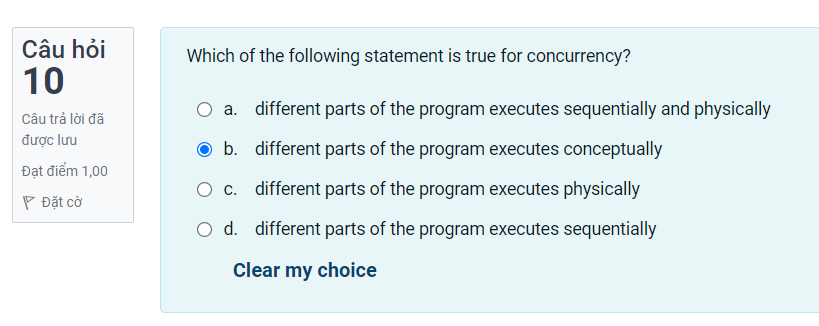 Câu hỏi
10
Câu trả lời đã
được lưu
Đạt điểm 1,00
Đặt cờ
Which of the following statement is true for concurrency?
a. different parts of the program executes sequentially and physically
b. different parts of the program executes conceptually
c. different parts of the program executes physically
d. different parts of the program executes sequentially
Clear my choice